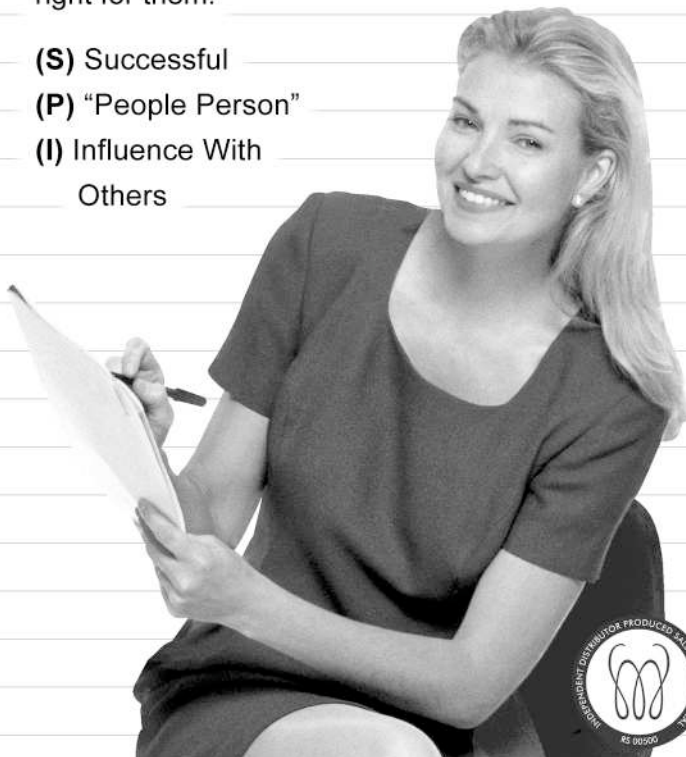 right for them.
(S) Successful
(P) “People Person”
(I) Influence With
Others
INDEPENDENT DISTRIBUTOR PRODUCED
RS 00500